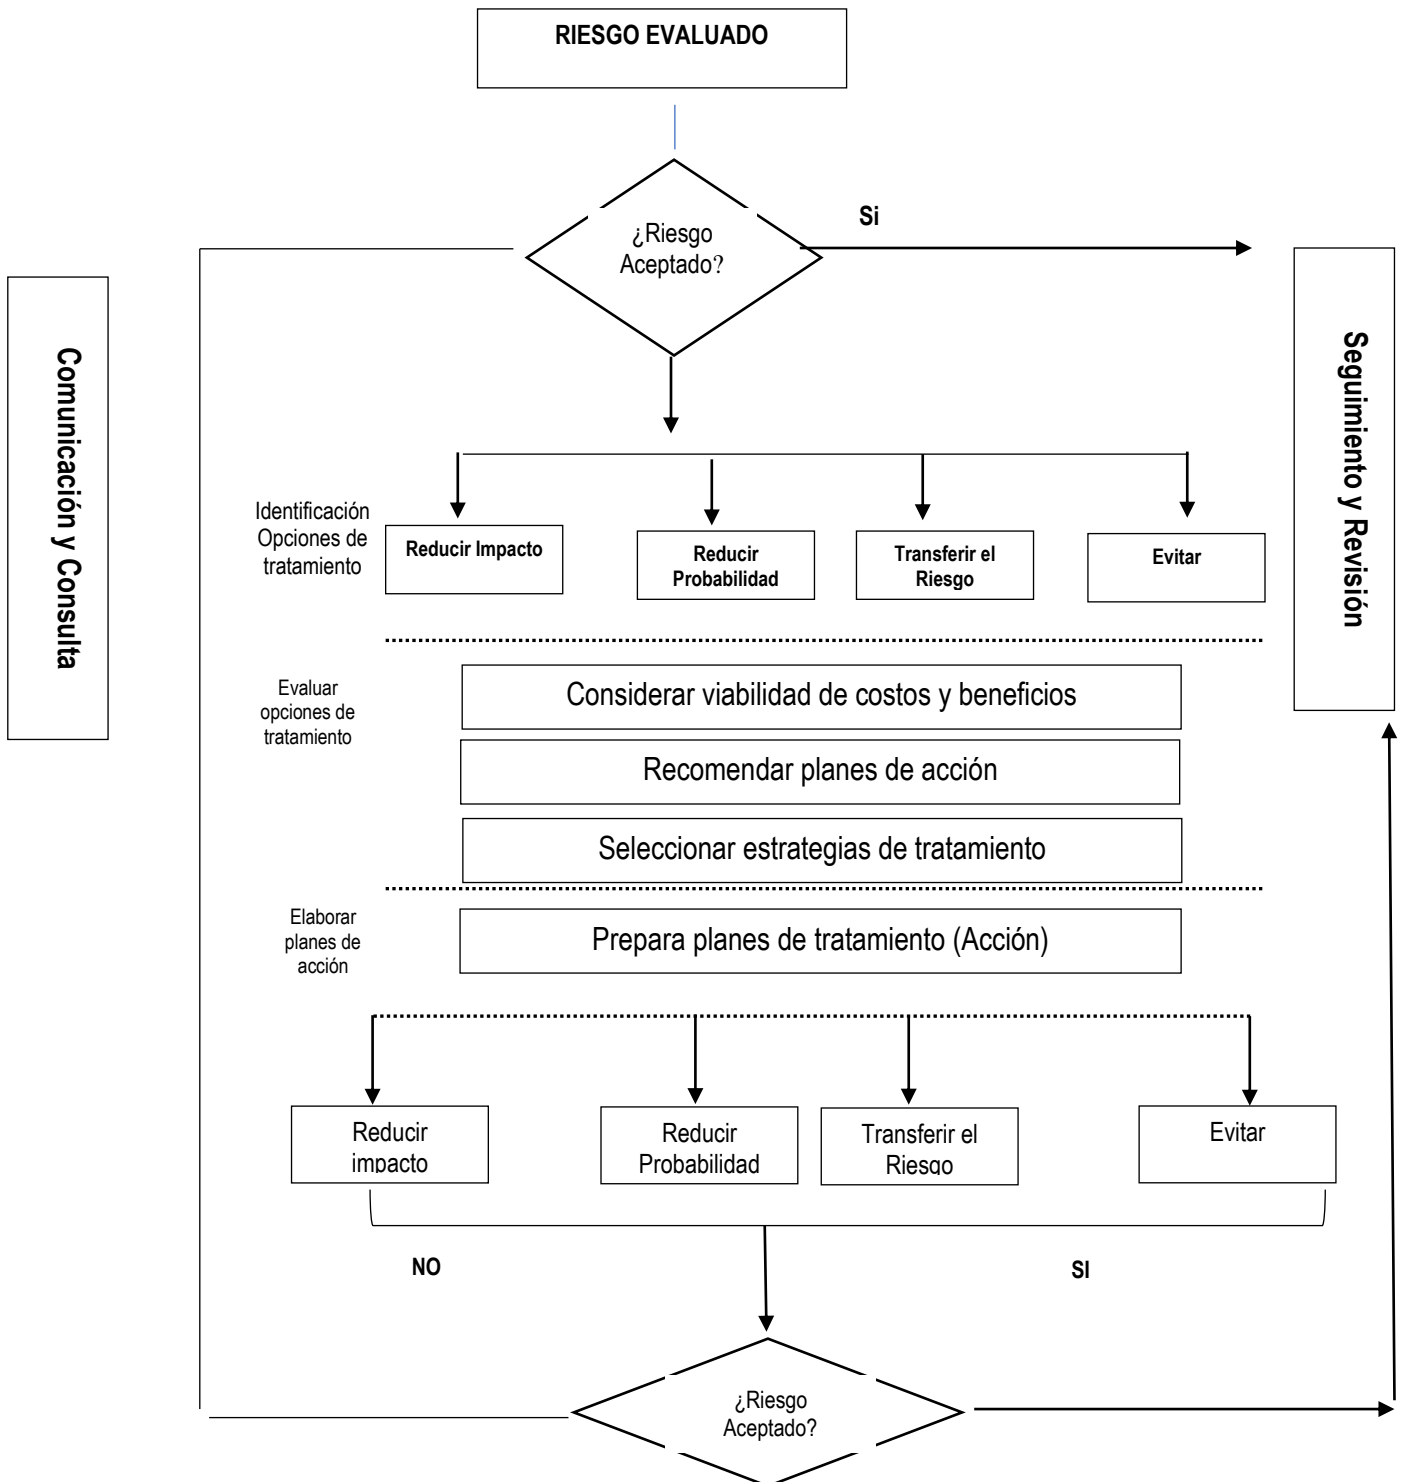 RIESGO EVALUADO
Si
¿Riesgo
Aceptado?
Comunicación y Consulta
Seguimiento y Revisión
Identificación
Opciones de
tratamiento
Reducir Impacto
Reducir
Probabilidad
Transferir el
Riesgo
Evitar
Evaluar
opciones de
tratamiento
Considerar viabilidad de costos y beneficios
Recomendar planes de acción
Seleccionar estrategias de tratamiento
Elaborar
planes de
acción
Prepara planes de tratamiento (Acción)
Reducir
impacto
Reducir
Probabilidad
Transferir el
Riesgo
Evitar
NO
SI
¿Riesgo
Aceptado?